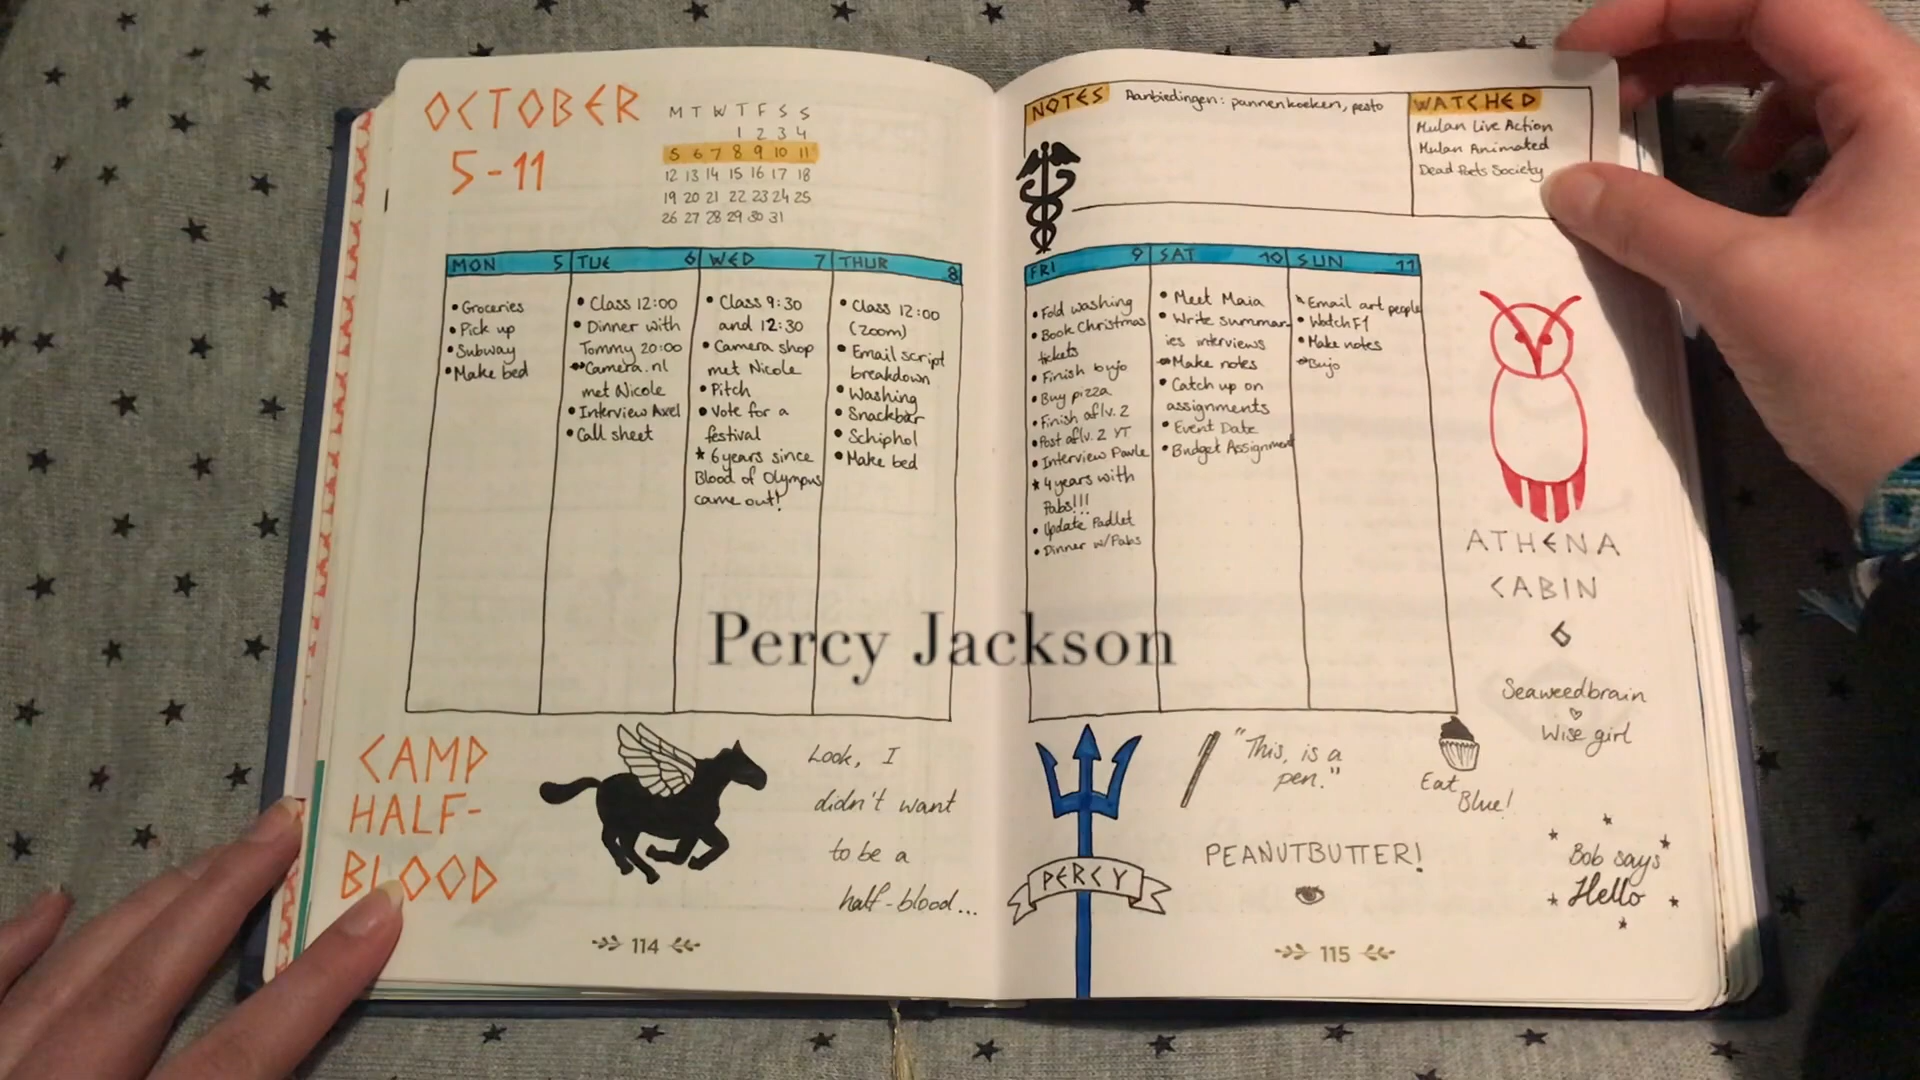 OCTOBER
5-11
M T W T F S S
1 2 3 4
5 6 7 8 9 10 11
12 13 14 15 16 17 18
19 20 21 22 23 24 25
26 27 28 29 30 31
MON 5
• Groceries
• Pick up
• Subway
• Make bed
TUE 6
• Class 12:00
• Dinner with
Tommy 20:00
• Camera.nl
met Nicole
• Interview Axel
• Call sheet
WED 7
• Class 9:30
and 12:30
• Camera shop
met Nicole
• Pitch
• Vote for a
festival
* 6 years since
Blood of Olympus
came out!
THUR 8
• Class 12:00
(Zoom)
• Email script
breakdown
• Washing
• Snackbar
• Schiphol
• Make bed
CAMP
HALF-
BLOOD
Look, I
didn't want
to be a
half-blood...
114
NOTES
Aanbiedingen: pannenkoeken, pesto
WATCHED
Mulan Live Action
Mulan Animated
Dead Poets Society
FRI 9
• Fold washing
• Book Christmas
tickets
• Finish bujo
• Buy pizza
• Finish aflv. 2
• Post aflv. 2 YT
• Interview
* 4 years with
Pabs!!!
• Update Padlet
• Dinner w/Pabs
SAT 10
• Meet Maia
• Write summar
ies interviews
• Make notes
• Catch up on
assignments
• Event Date
• Budget Assignment
SUN 11
• Email art people
• Watch F1
• Make notes
• Bujo
ATHENA
CABIN
6
Seaweedbrain
♡
Wise girl
Percy Jackson
PERCY
"This, is a
pen."
Eat
Blue!
PEANUTBUTTER!
Bob says
Hello
115